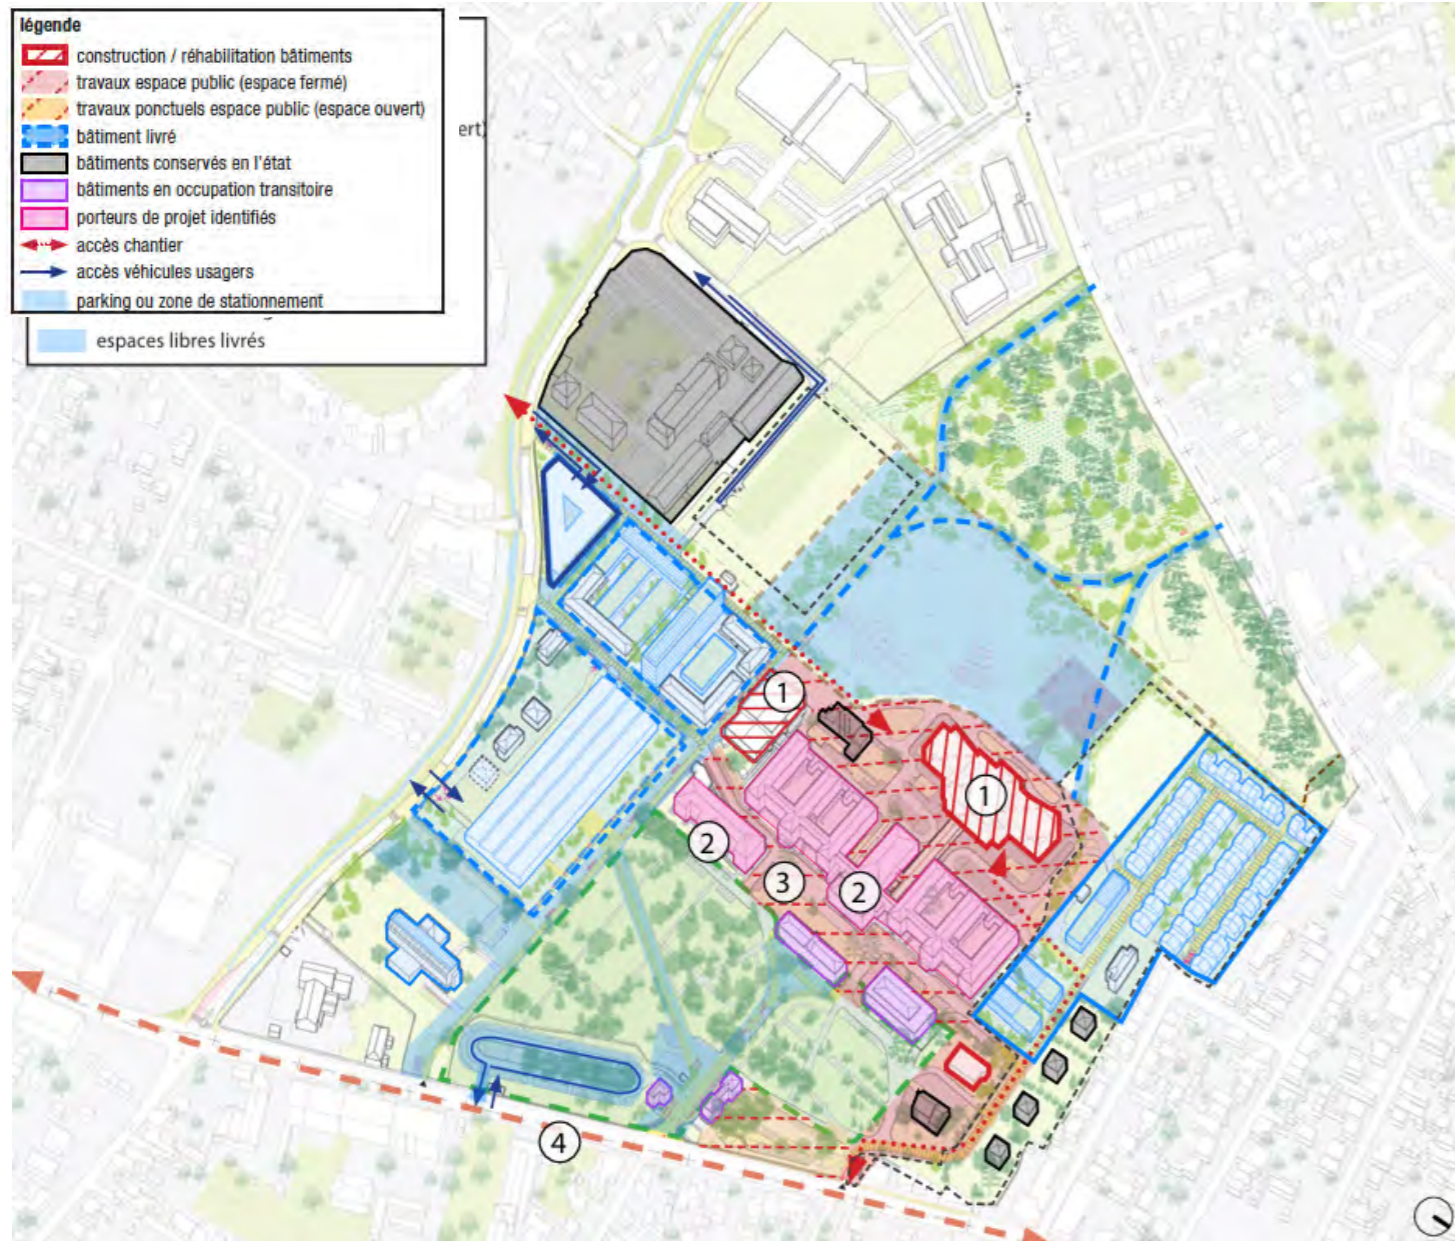 légende
construction / réhabilitation bâtiments
travaux espace public (espace fermé)
travaux ponctuels espace public (espace ouvert)
ert)
bâtiment livré
bâtiments conservés en l'état
bâtiments en occupation transitoire
porteurs de projet identifiés
accès chantier
accès véhicules usagers
parking ou zone de stationnement
espaces libres livrés
1
1
2
3
2
4